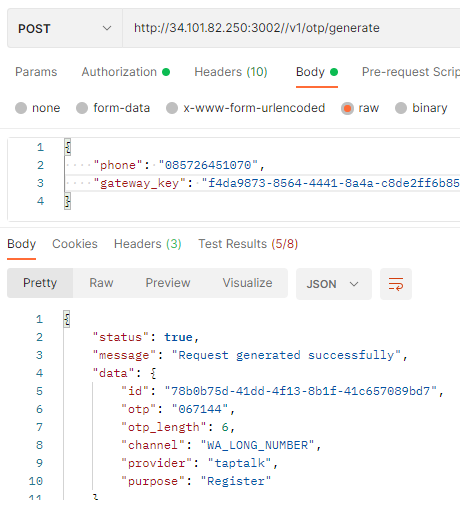 POST http://34.101.82.250:3002//v1/otp/generate
Params Authorization Headers (10) Body Pre-request Scrip
none form-data x-www-form-urlencoded raw binary
1 {
2 "phone": "085726451070",
3 "gateway_key": "f4da9873-8564-4441-8a4a-c8de2ff6b85
4 }
Body Cookies Headers (3) Test Results (5/8)
Pretty Raw Preview Visualize JSON
1 {
2 "status": true,
3 "message": "Request generated successfully",
4 "data": {
5 "id": "78b0b75d-41dd-4f13-8b1f-41c657089bd7",
6 "otp": "067144",
7 "otp_length": 6,
8 "channel": "WA_LONG_NUMBER",
9 "provider": "taptalk",
10 "purpose": "Register"
11 }